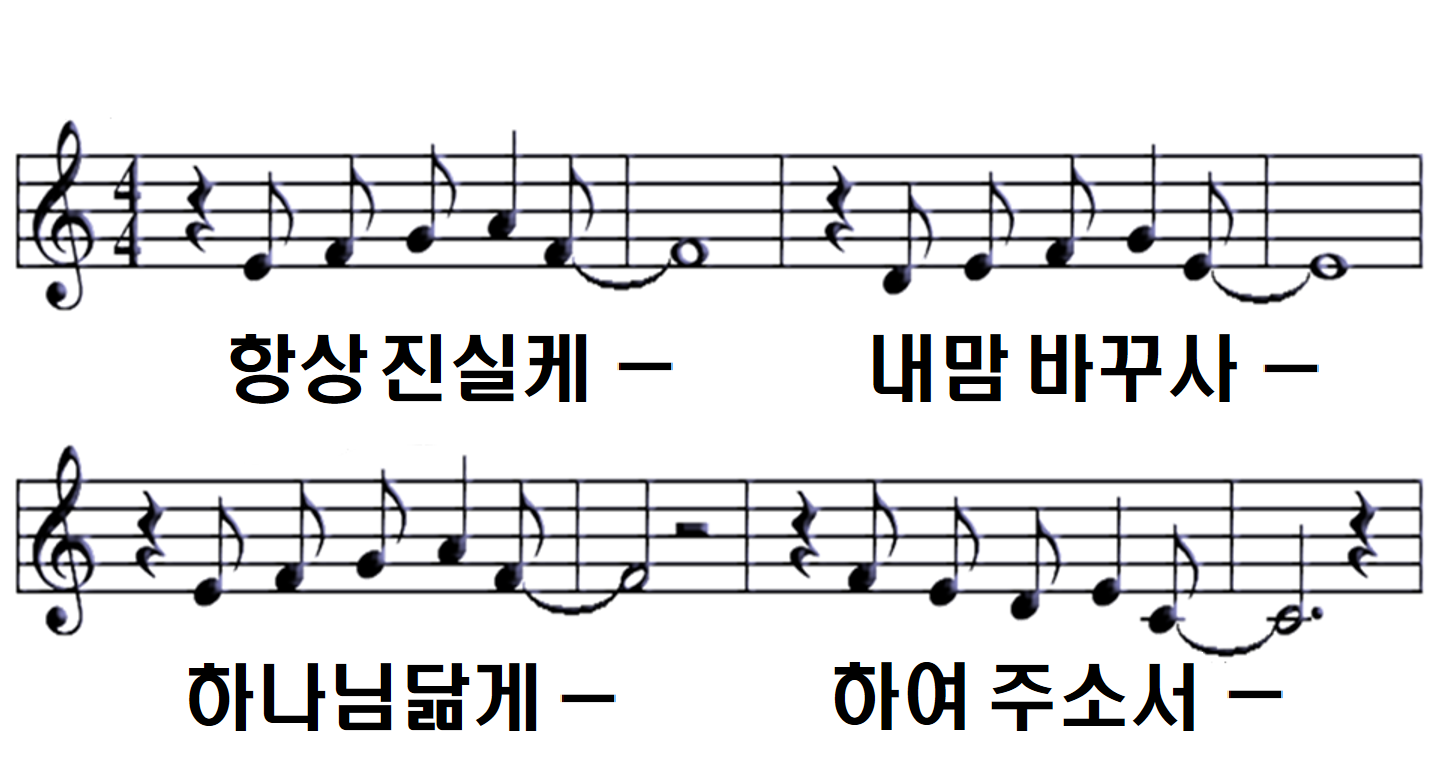 항상 진실케 – 내맘 바꾸사 –
하나님닮게 – 하여 주소서 –